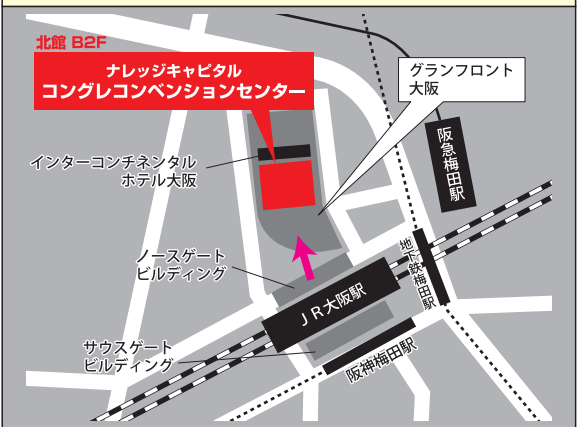 北館 B2F
ナレッジキャピタル
コングレコンベンションセンター
グランフロント
大阪
阪急梅田駅
インターコンチネンタル
ホテル大阪
ノースゲート
ビルディング
地下鉄梅田駅
JR大阪駅
サウスゲート
ビルディング
阪神梅田駅